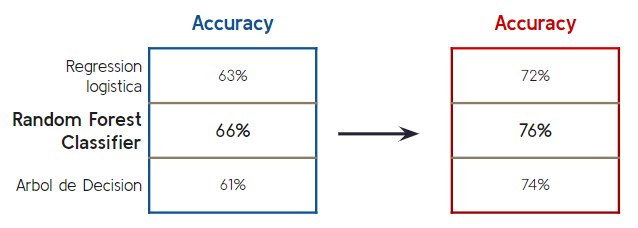 Accuracy Accuracy
Regression
logistica
63% 72%
Random Forest
Classifier
66% 76%
Arbol de Decision 61% 74%